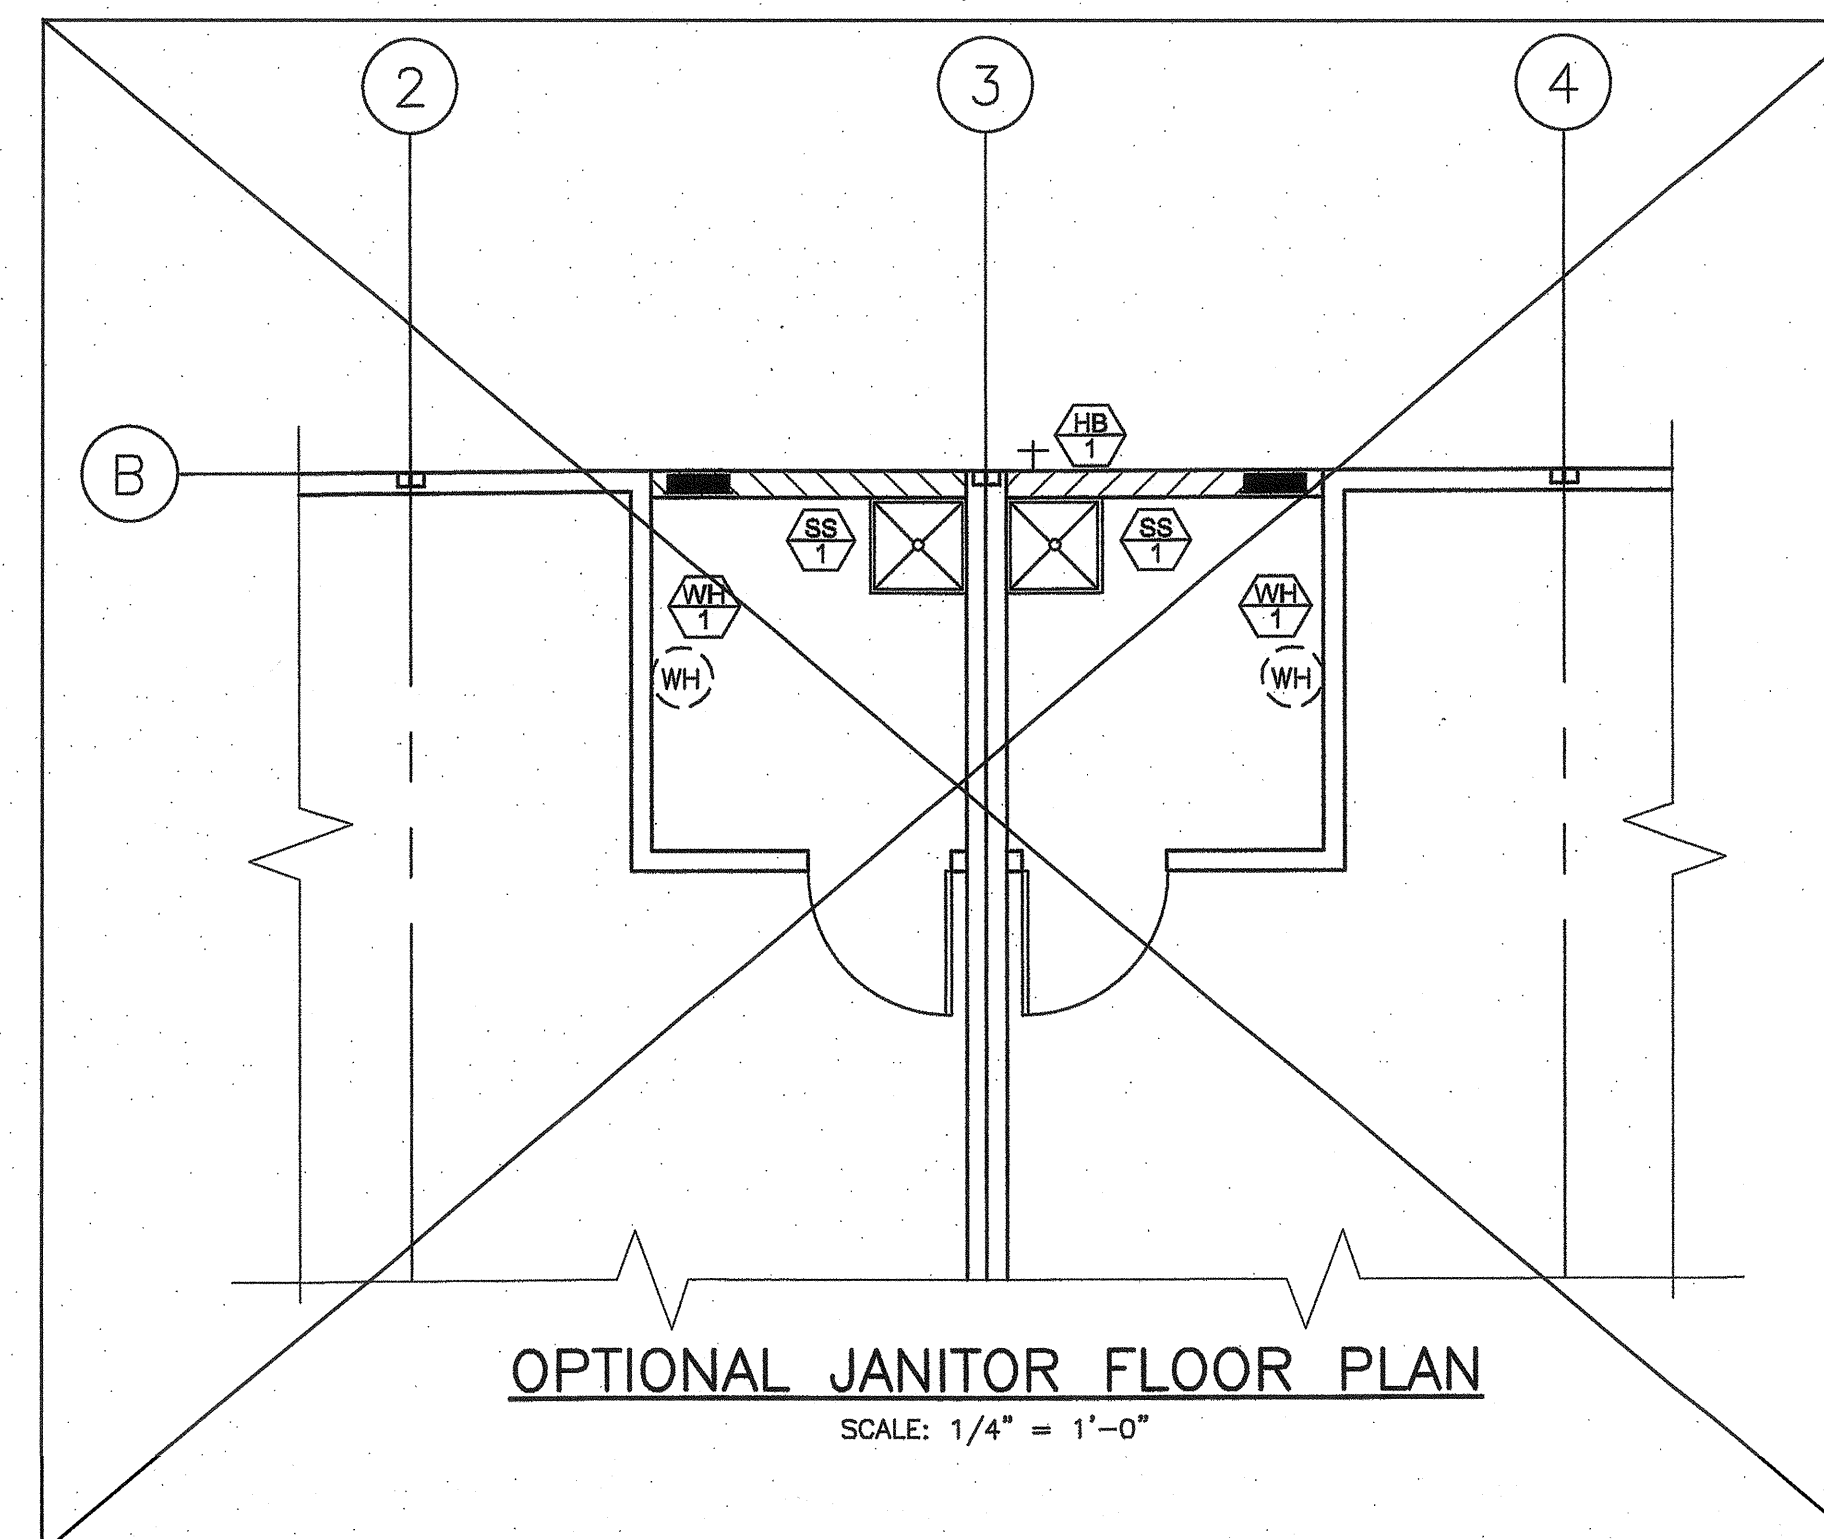 2
3
4
B
HB
1
SS
1
SS
1
WH
1
WH
1
WH
WH
OPTIONAL JANITOR FLOOR PLAN
SCALE: 1/4" = 1'-0"